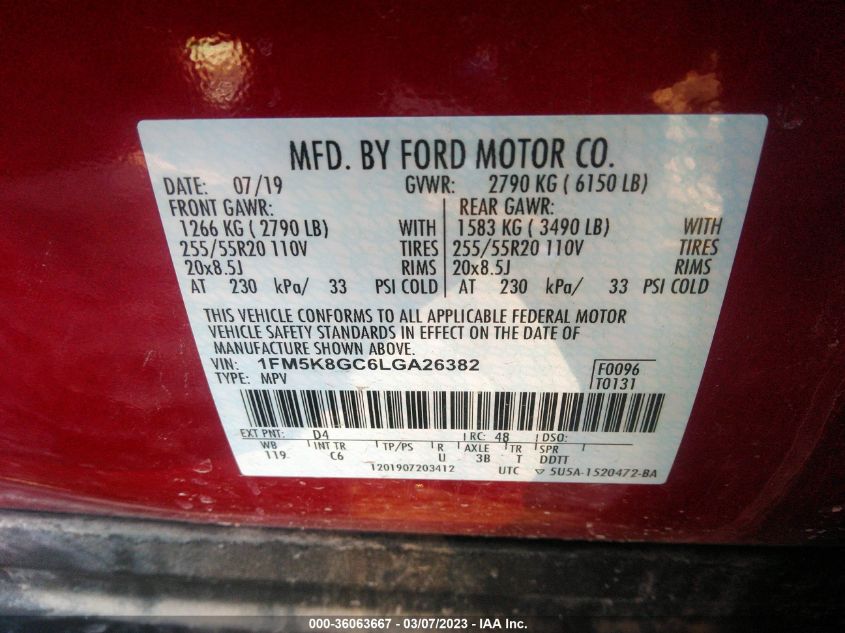 MFD. BY FORD MOTOR CO.
DATE: 07/19 GVWR: 2790 KG ( 6150 LB)
FRONT GAWR: REAR GAWR:
1266 KG ( 2790 LB) WITH 1583 KG ( 3490 LB) WITH
255/55R20 110V TIRES 255/55R20 110V TIRES
20x8.5J RIMS 20x8.5J RIMS
AT 230 kPa/ 33 PSI COLD AT 230 kPa/ 33 PSI COLD
THIS VEHICLE CONFORMS TO ALL APPLICABLE FEDERAL MOTOR
VEHICLE SAFETY STANDARDS IN EFFECT ON THE DATE OF
MANUFACTURE SHOWN ABOVE.
VIN: 1FM5K8GC6LGA26382 F0096
TYPE: MPV T0131
EXT PNT: D4 RC: 48 DSO:
WB INT TR TP/PS R AXLE TR SPR
119 C6 U 3B T DDTT
1201907203412 UTC ▽ 5U5A-1520472-BA
000-36063667 - 03/07/2023 - IAA Inc.